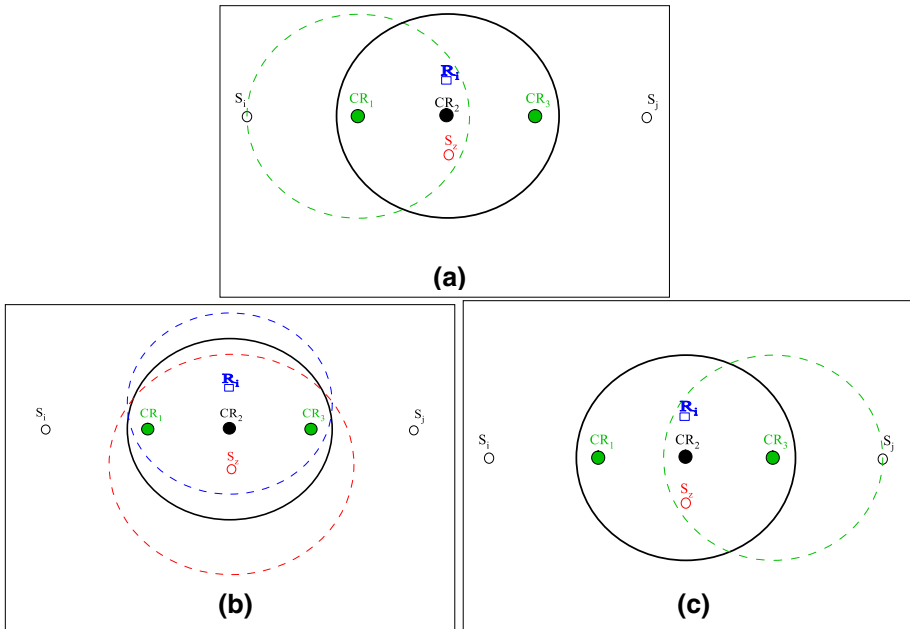 R_i
S_i CR_1 CR_2 CR_3 S_j
S_z
(a)
R_i
S_i CR_1 CR_2 CR_3 S_j
S_z
(b)
R_i
S_i CR_1 CR_2 CR_3 S_j
S_z
(c)